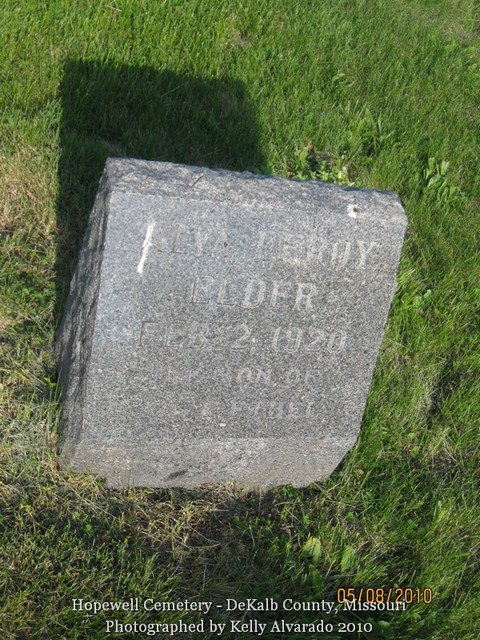 LEROY
ELDER
FEB. 2, 1920
SON OF
05/08/2010
Hopewell Cemetery - DeKalb County, Missouri
Photographed by Kelly Alvarado 2010